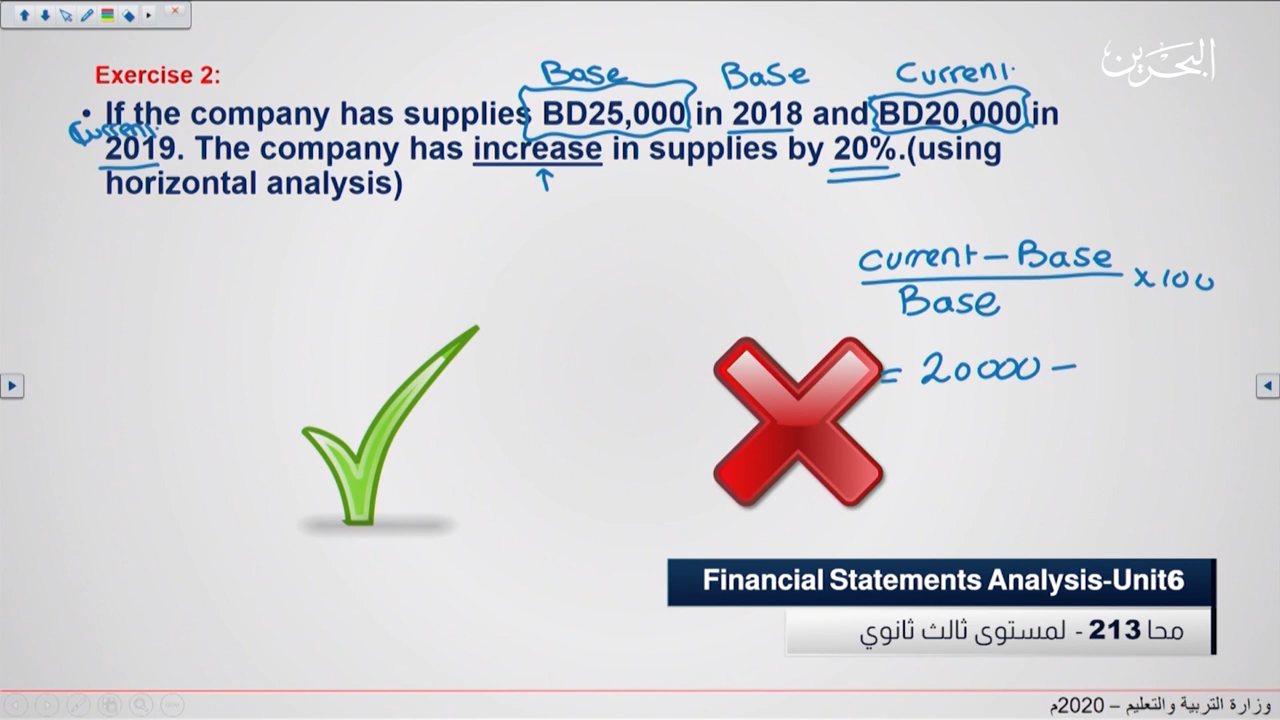 البحرين
Exercise 2:
Base Base Current.
• If the company has supplies BD25,000 in 2018 and BD20,000 in
Current.
2019. The company has increase in supplies by 20%.(using
horizontal analysis)
current – Base
Base
× 100
= 20000 –
Financial Statements Analysis-Unit6
محا 213 - لمستوى ثالث ثانوي
وزارة التربية والتعليم – 2020م